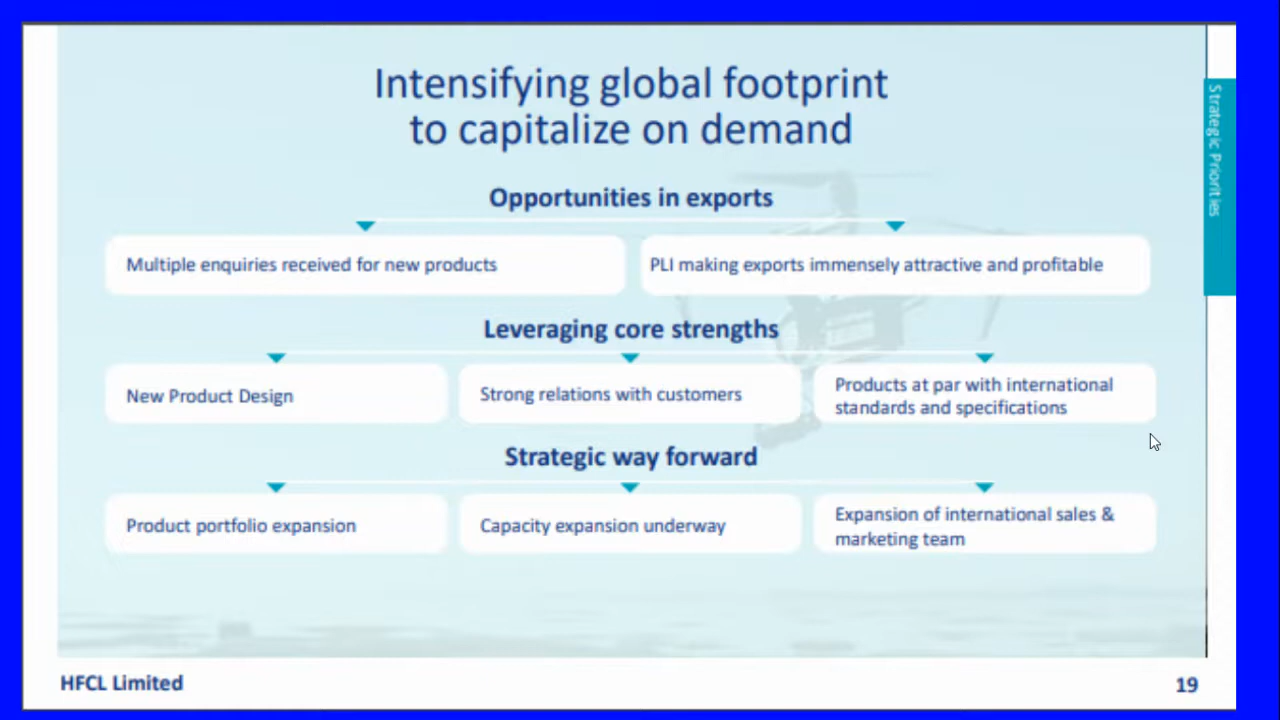 Intensifying global footprint
to capitalize on demand
Strategic Priorities
Opportunities in exports
Multiple enquiries received for new products
PLI making exports immensely attractive and profitable
Leveraging core strengths
New Product Design
Strong relations with customers
Products at par with international
standards and specifications
Strategic way forward
Product portfolio expansion
Capacity expansion underway
Expansion of international sales &
marketing team
HFCL Limited
19